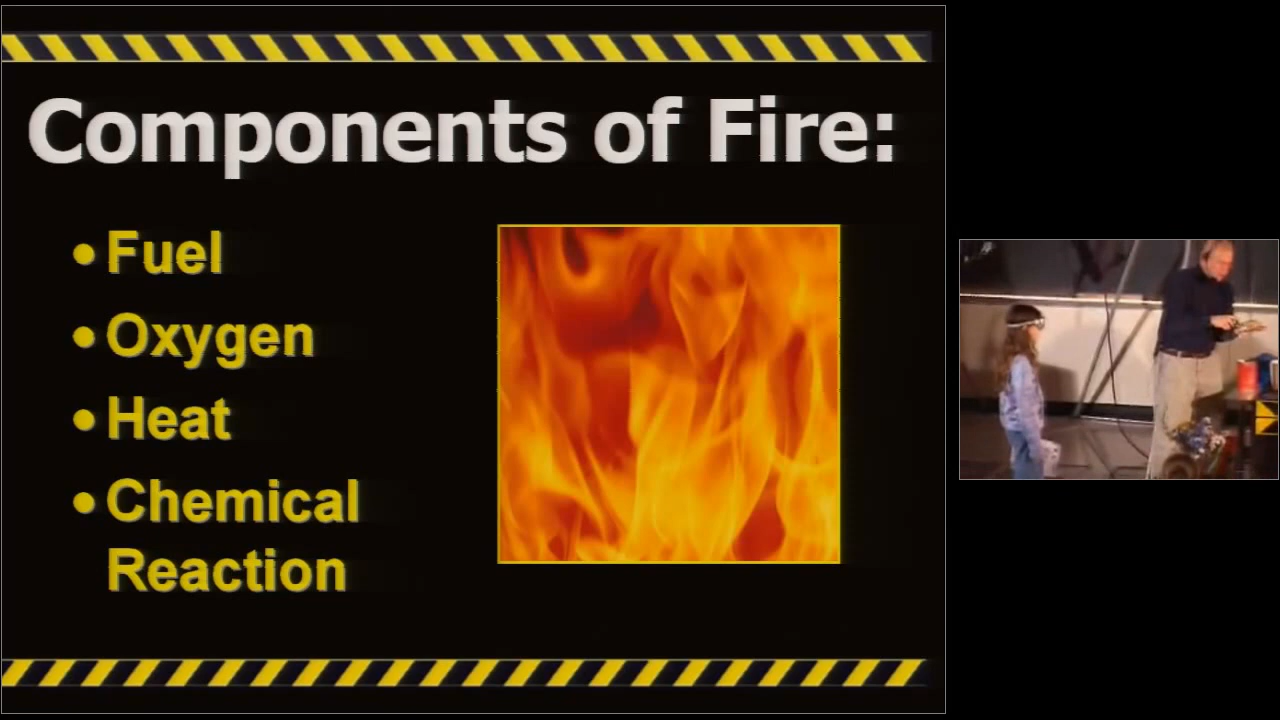 Components of Fire:
• Fuel
• Oxygen
• Heat
• Chemical
Reaction